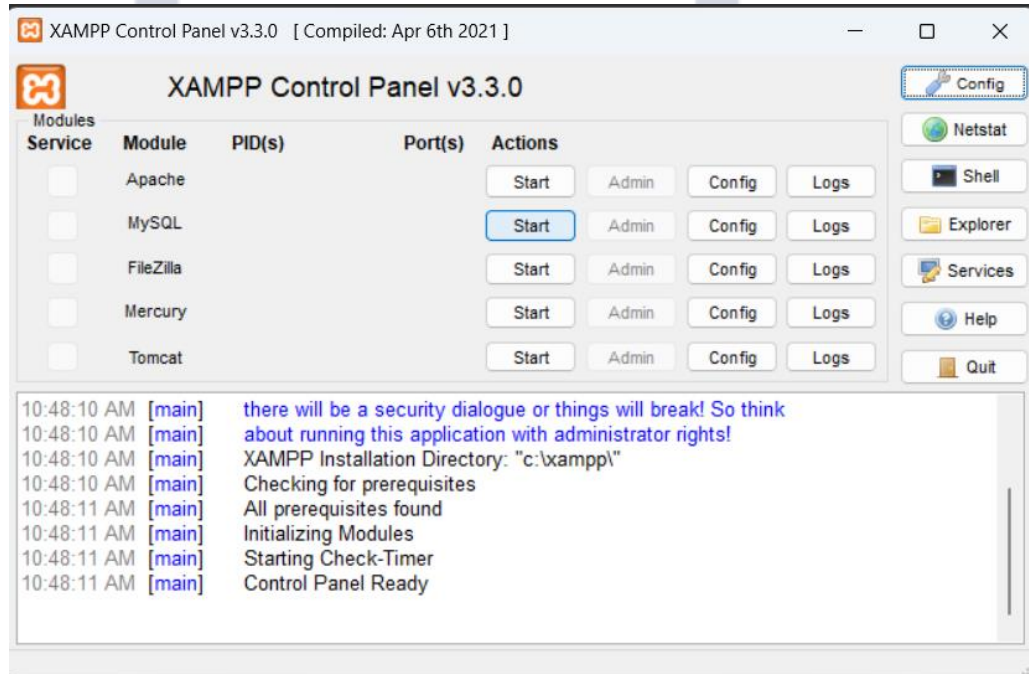 XAMPP Control Panel v3.3.0 [ Compiled: Apr 6th 2021 ]
XAMPP Control Panel v3.3.0
Config
Modules
Service Module PID(s) Port(s) Actions
Netstat
Apache Start Admin Config Logs
Shell
MySQL Start Admin Config Logs
Explorer
FileZilla Start Admin Config Logs
Services
Mercury Start Admin Config Logs
Help
Tomcat Start Admin Config Logs
Quit
10:48:10 AM [main] there will be a security dialogue or things will break! So think
10:48:10 AM [main] about running this application with administrator rights!
10:48:10 AM [main] XAMPP Installation Directory: "c:\xampp\"
10:48:10 AM [main] Checking for prerequisites
10:48:11 AM [main] All prerequisites found
10:48:11 AM [main] Initializing Modules
10:48:11 AM [main] Starting Check-Timer
10:48:11 AM [main] Control Panel Ready